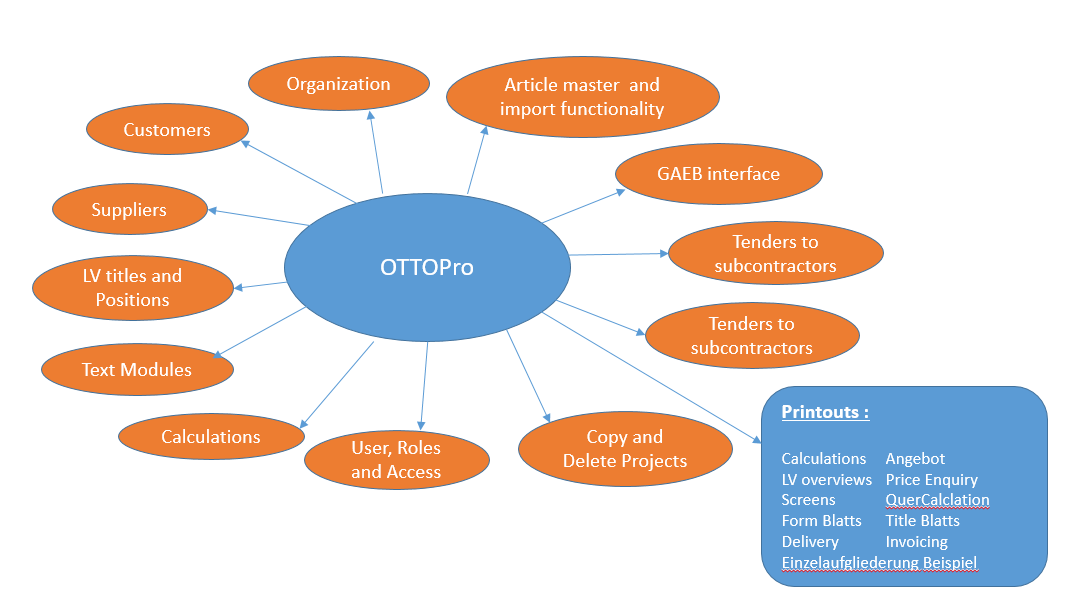 Organization
Article master and
import functionality
Customers
GAEB interface
Suppliers
Tenders to
subcontractors
OTTOPro
LV titles and
Positions
Tenders to
subcontractors
Text Modules
Calculations
User, Roles
and Access
Copy and
Delete Projects
Printouts :
Calculations Angebot
LV overviews Price Enquiry
Screens QuerCalclation
Form Blatts Title Blatts
Delivery Invoicing
Einzelaufgliederung Beispiel